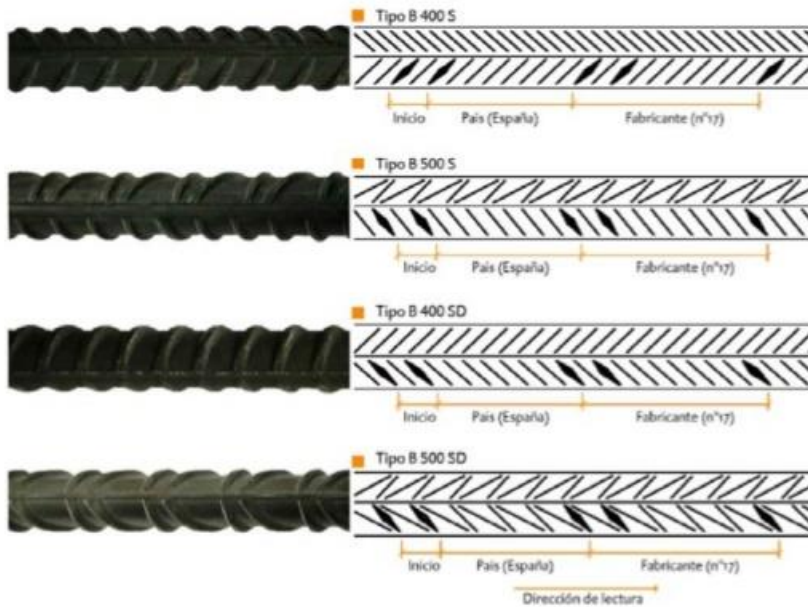 Tipo B 400 S
Inicio País (España) Fabricante (nº17)
Tipo B 500 S
Inicio País (España) Fabricante (nº17)
Tipo B 400 SD
Inicio País (España) Fabricante (nº17)
Tipo B 500 SD
Inicio País (España) Fabricante (nº17)
Dirección de lectura